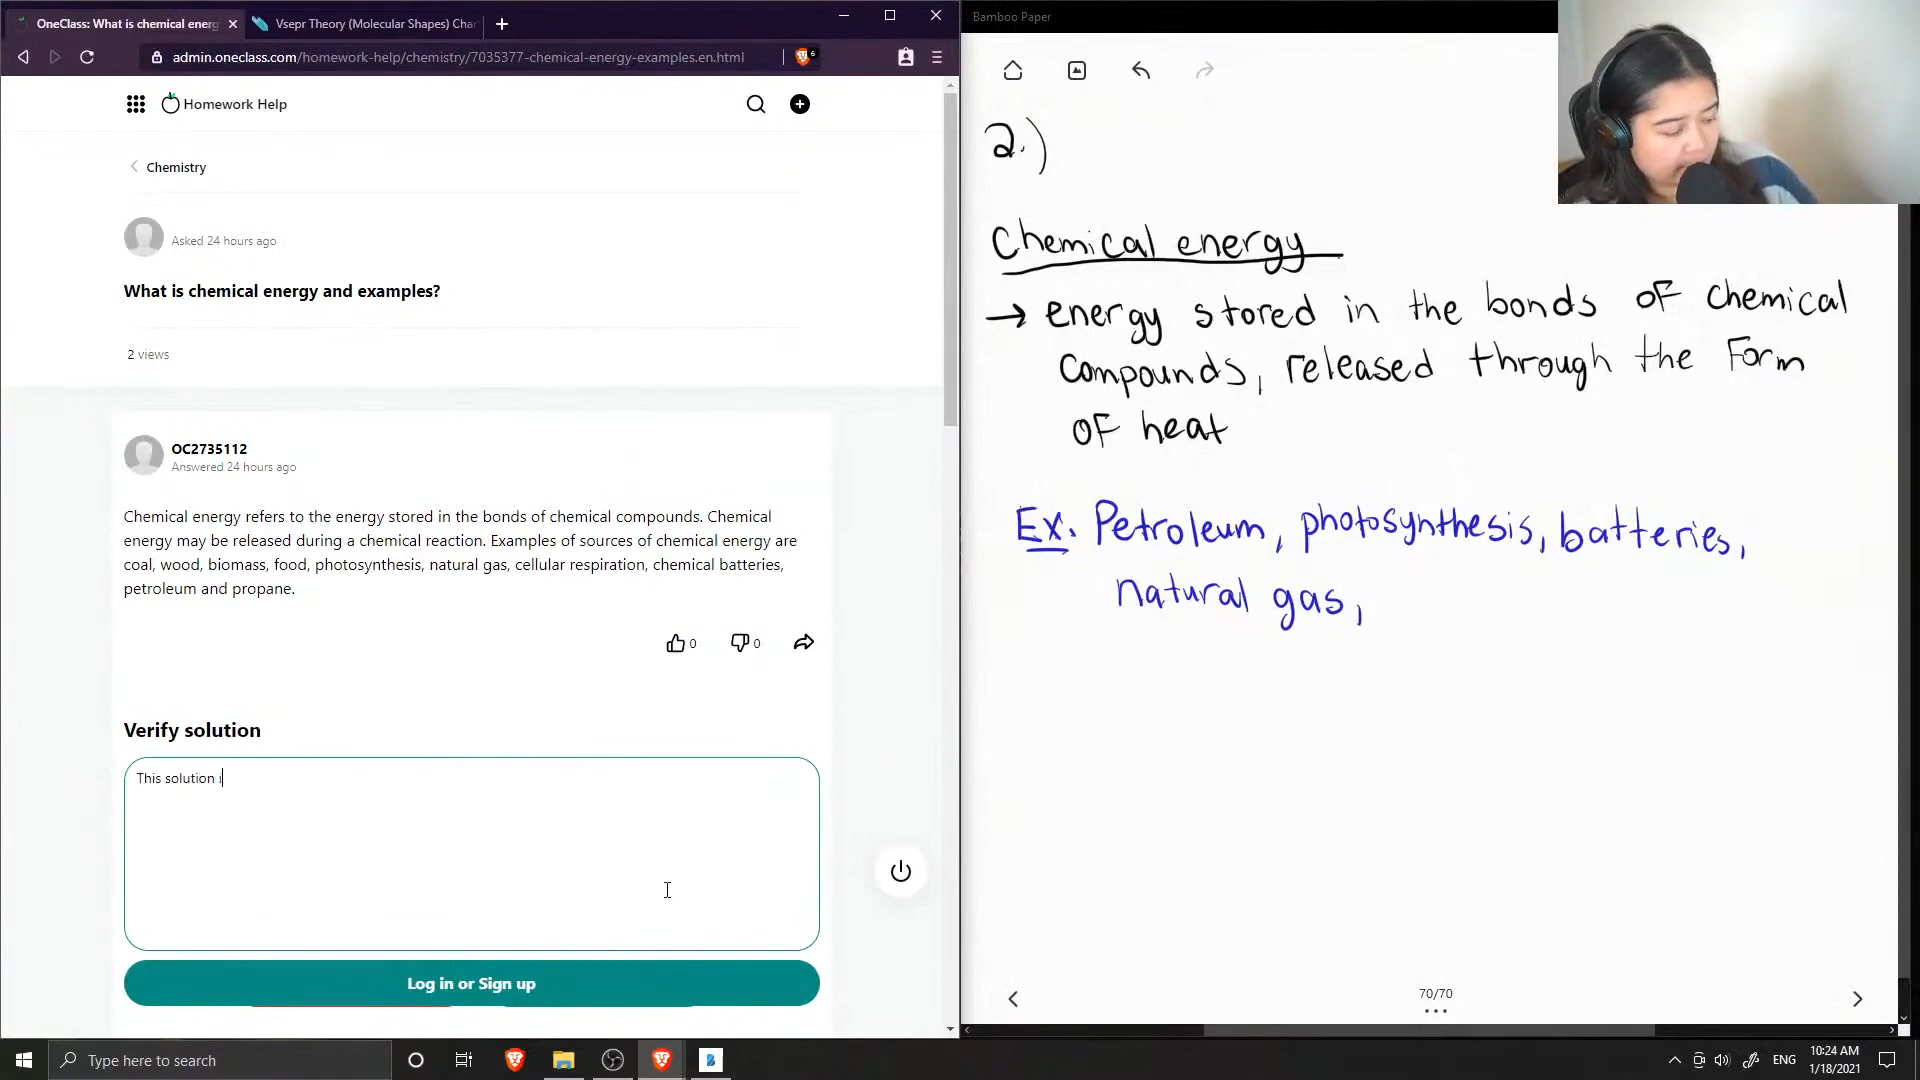 OneClass: What is chemical energ
Vsepr Theory (Molecular Shapes) Char
admin.oneclass.com/homework-help/chemistry/7035377-chemical-energy-examples.en.html
6
Homework Help
Chemistry
Asked 24 hours ago
What is chemical energy and examples?
2 views
OC2735112
Answered 24 hours ago
Chemical energy refers to the energy stored in the bonds of chemical compounds. Chemical
energy may be released during a chemical reaction. Examples of sources of chemical energy are
coal, wood, biomass, food, photosynthesis, natural gas, cellular respiration, chemical batteries,
petroleum and propane.
0 0
Verify solution
This solution i
Log in or Sign up
Bamboo Paper
2.)
Chemical energy
→ energy stored in the bonds of chemical
compounds, released through the form
of heat
Ex. Petroleum, photosynthesis, batteries,
natural gas,
70/70
Type here to search
ENG
10:24 AM
1/18/2021